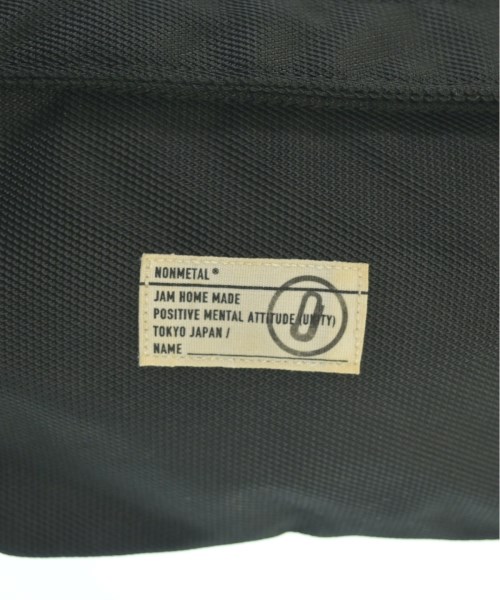 NONMETAL®
JAM HOME MADE
POSITIVE MENTAL ATTITUDE (UNITY)
TOKYO JAPAN /
NAME